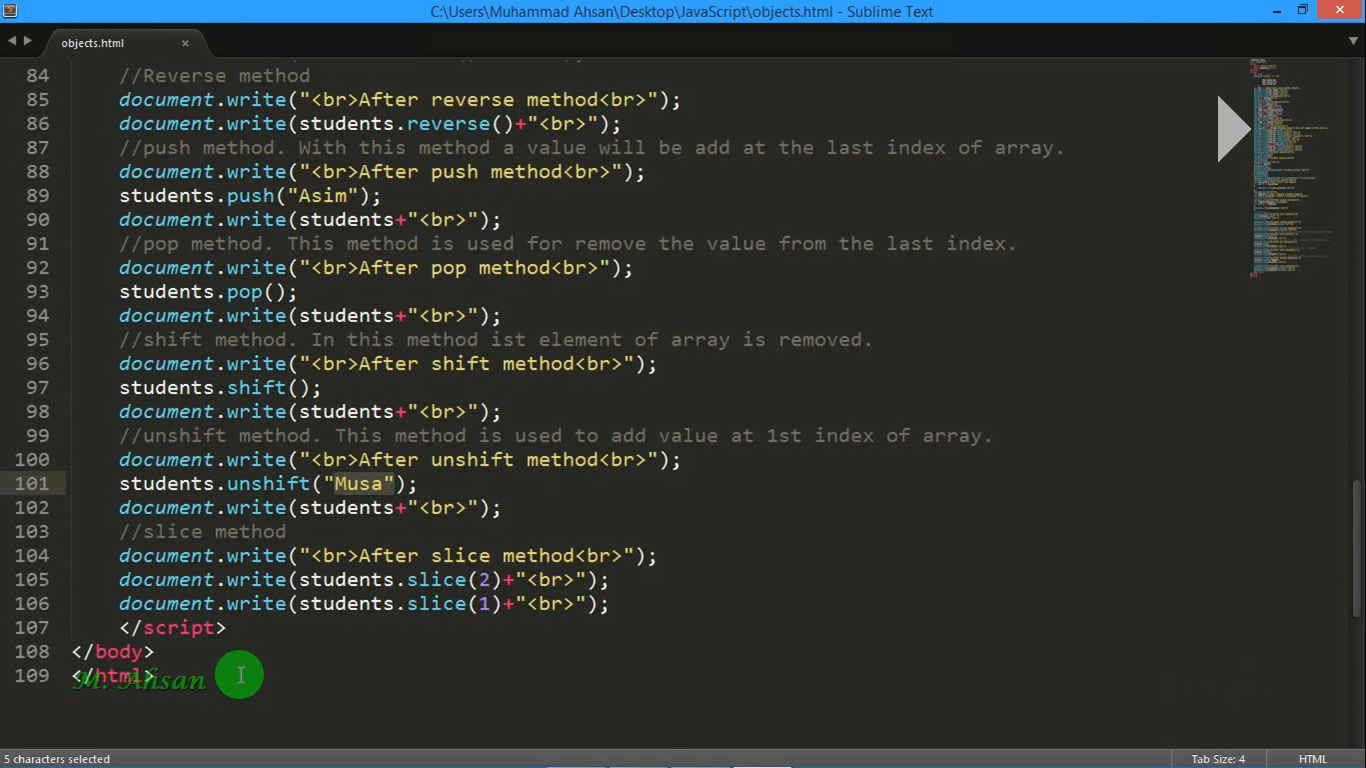 C:\Users\Muhammad Ahsan\Desktop\JavaScript\objects.html - Sublime Text
objects.html
84 //Reverse method
85 document.write("<br>After reverse method<br>");
86 document.write(students.reverse()+"<br>");
87 //push method. With this method a value will be add at the last index of array.
88 document.write("<br>After push method<br>");
89 students.push("Asim");
90 document.write(students+"<br>");
91 //pop method. This method is used for remove the value from the last index.
92 document.write("<br>After pop method<br>");
93 students.pop();
94 document.write(students+"<br>");
95 //shift method. In this method ist element of array is removed.
96 document.write("<br>After shift method<br>");
97 students.shift();
98 document.write(students+"<br>");
99 //unshift method. This method is used to add value at 1st index of array.
100 document.write("<br>After unshift method<br>");
101 students.unshift("Musa");
102 document.write(students+"<br>");
103 //slice method
104 document.write("<br>After slice method<br>");
105 document.write(students.slice(2)+"<br>");
106 document.write(students.slice(1)+"<br>");
107 </script>
108 </body>
109 </html>
M. Ahsan
5 characters selected
Tab Size: 4
HTML